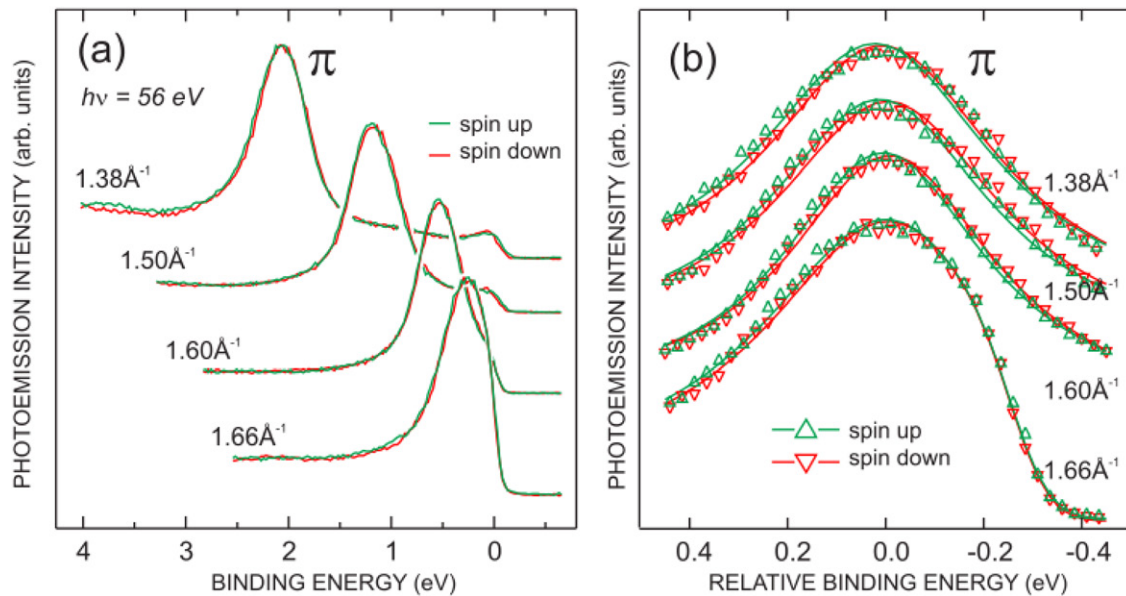 (a)
π
hν = 56 eV
spin up
spin down
1.38Å⁻¹
1.50Å⁻¹
1.60Å⁻¹
1.66Å⁻¹
4 3 2 1 0
BINDING ENERGY (eV)
PHOTOEMISSION INTENSITY (arb. units)
(b)
π
1.38Å⁻¹
1.50Å⁻¹
1.60Å⁻¹
spin up
spin down
1.66Å⁻¹
0.4 0.2 0.0 -0.2 -0.4
RELATIVE BINDING ENERGY (eV)
PHOTOEMISSION INTENSITY (arb. units)